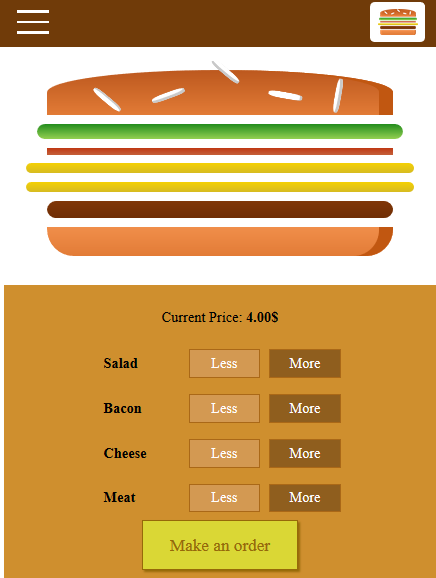 Current Price: 4.00$
Salad Less More
Bacon Less More
Cheese Less More
Meat Less More
Make an order